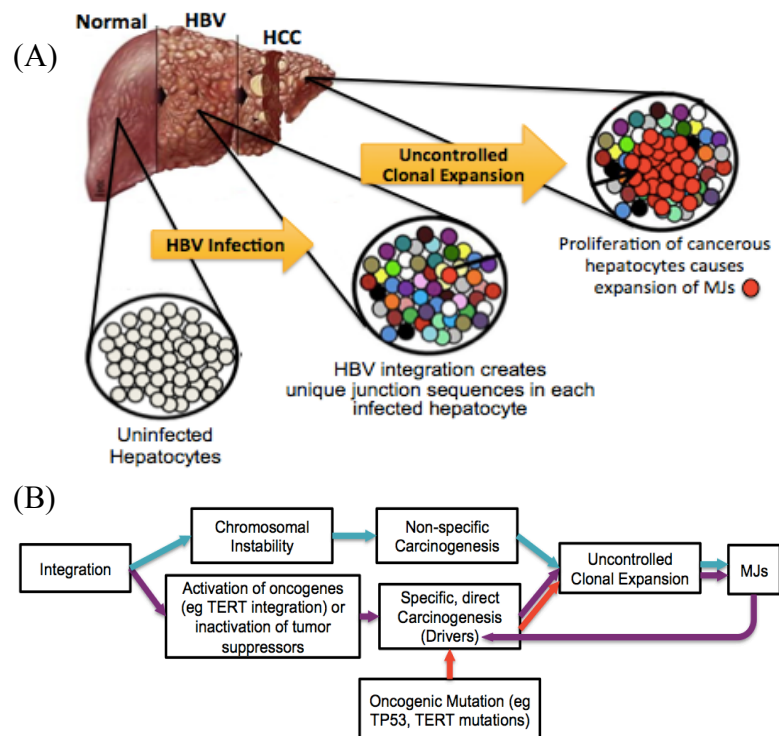 (A)
Normal
HBV
HCC
Uncontrolled
Clonal Expansion
HBV Infection
Proliferation of cancerous
hepatocytes causes
expansion of MJs
HBV integration creates
unique junction sequences in each
infected hepatocyte
Uninfected
Hepatocytes
(B)
Integration
Chromosomal
Instability
Non-specific
Carcinogenesis
Uncontrolled
Clonal Expansion
MJs
Activation of oncogenes
(eg TERT integration) or
inactivation of tumor
suppressors
Specific, direct
Carcinogenesis
(Drivers)
Oncogenic Mutation (eg
TP53, TERT mutations)